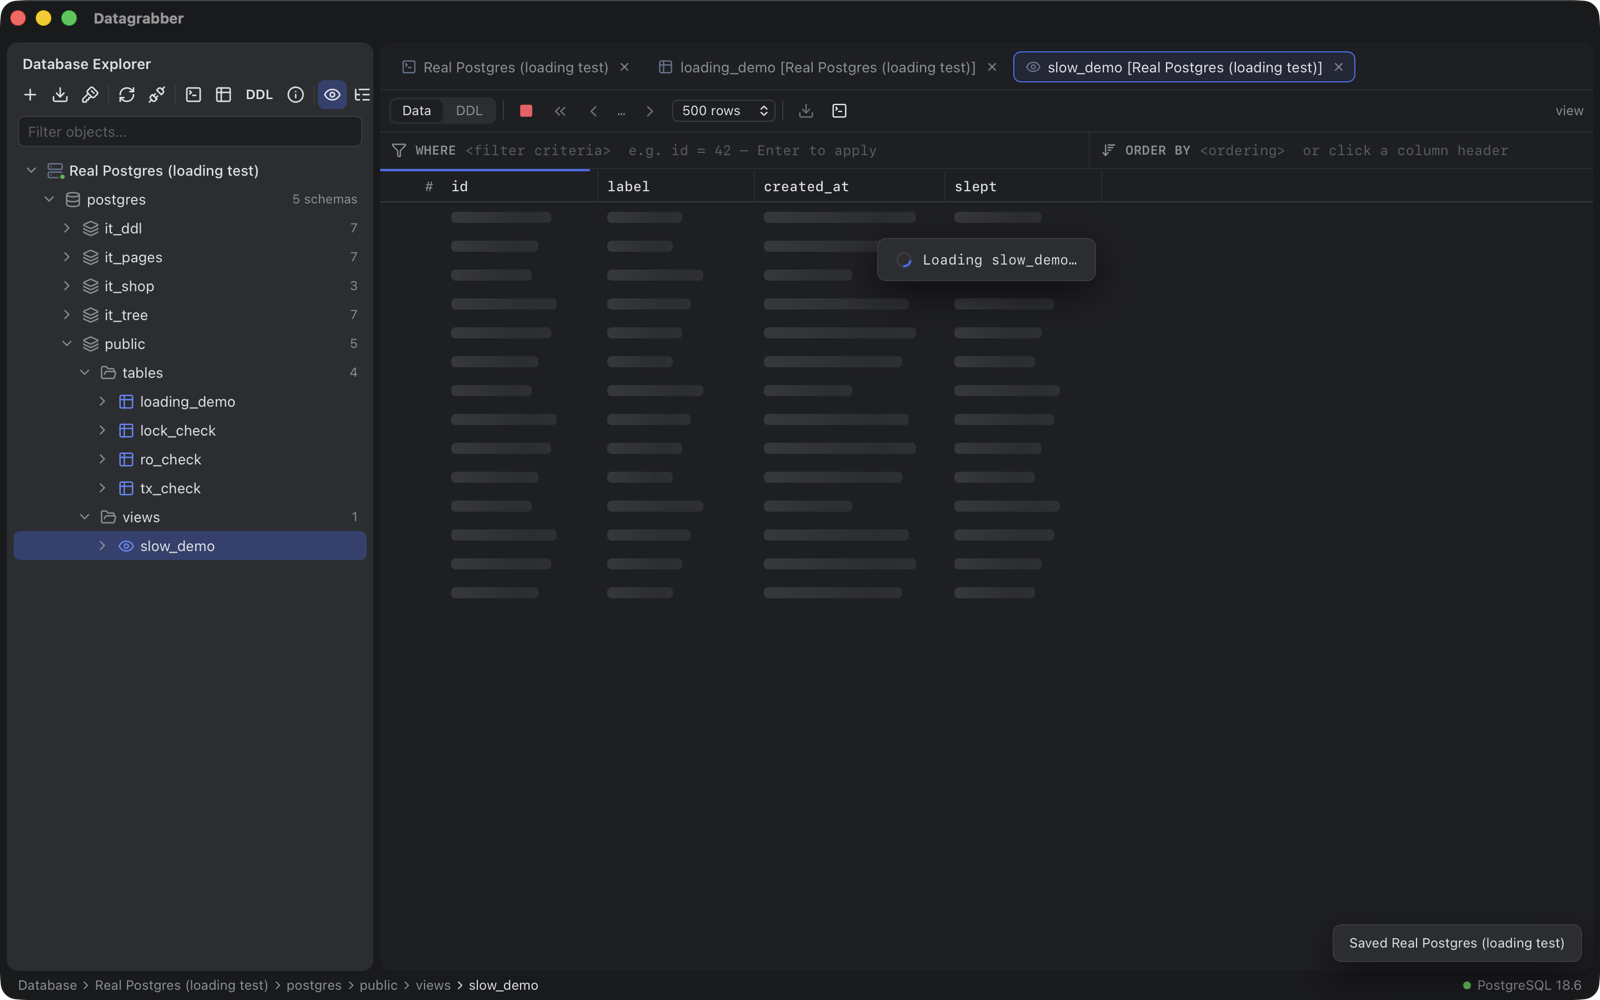 Datagrabber
Database Explorer
DDL
Filter objects...
Real Postgres (loading test)
postgres 5 schemas
it_ddl 7
it_pages 7
it_shop 3
it_tree 7
public 5
tables 4
loading_demo
lock_check
ro_check
tx_check
views 1
slow_demo
Real Postgres (loading test)
loading_demo [Real Postgres (loading test)]
slow_demo [Real Postgres (loading test)]
Data DDL … 500 rows view
WHERE <filter criteria> e.g. id = 42 — Enter to apply
ORDER BY <ordering> or click a column header
# id label created_at slept
Loading slow_demo…
Saved Real Postgres (loading test)
Database > Real Postgres (loading test) > postgres > public > views > slow_demo
PostgreSQL 18.6